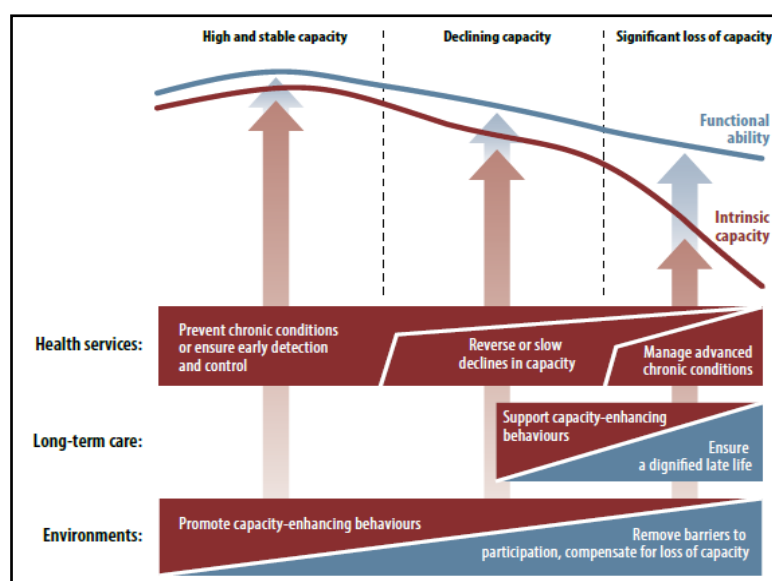 High and stable capacity
Declining capacity
Significant loss of capacity
Functional
ability
Intrinsic
capacity
Health services:
Prevent chronic conditions
or ensure early detection
and control
Reverse or slow
declines in capacity
Manage advanced
chronic conditions
Long-term care:
Support capacity-enhancing
behaviours
Ensure
a dignified late life
Environments:
Promote capacity-enhancing behaviours
Remove barriers to
participation, compensate for loss of capacity